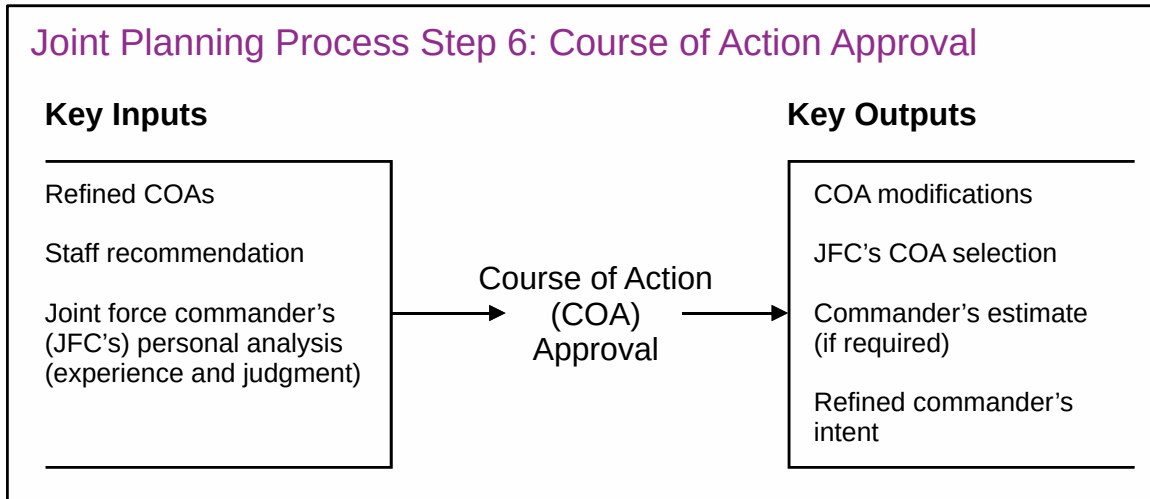 Joint Planning Process Step 6: Course of Action Approval
Key Inputs
Refined COAs
Staff recommendation
Joint force commander’s
(JFC’s) personal analysis
(experience and judgment)
Course of Action
(COA)
Approval
Key Outputs
COA modifications
JFC’s COA selection
Commander’s estimate
(if required)
Refined commander’s
intent